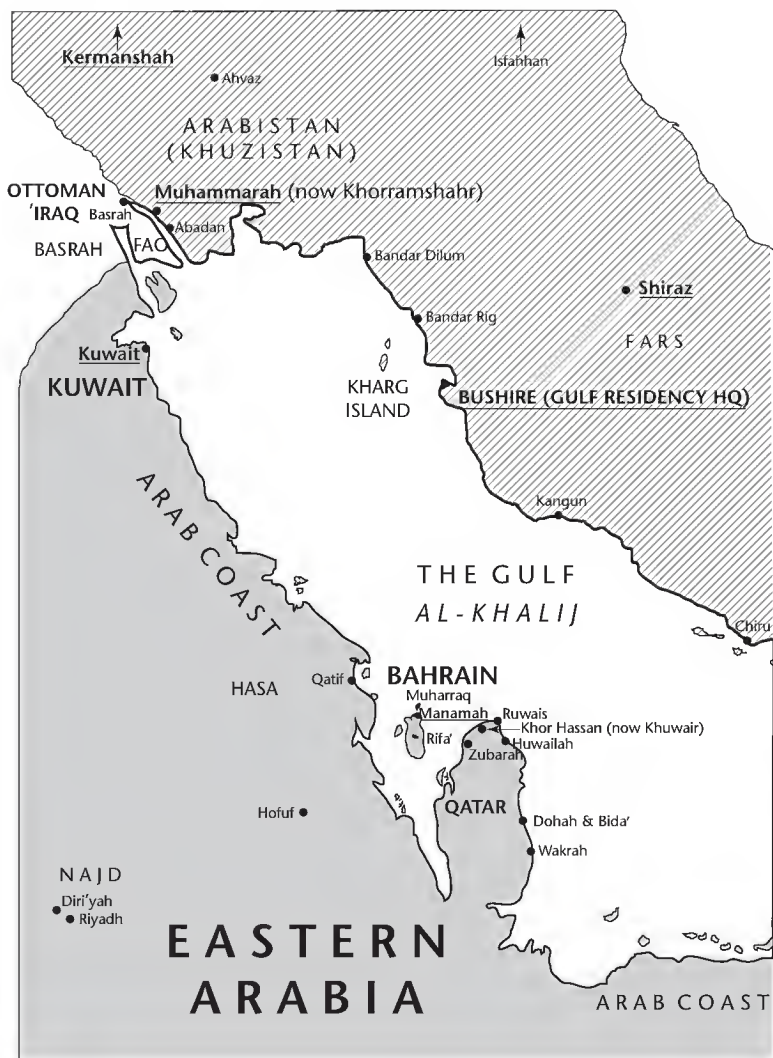 Kermanshah
Isfahhan
Ahvaz
ARABISTAN
(KHUZISTAN)
OTTOMAN
'IRAQ
Basrah
Muhammarah (now Khorramshahr)
Abadan
FAO
BASRAH
Bandar Dilum
Shiraz
Bandar Rig
FARS
Kuwait
KUWAIT
KHARG
ISLAND
BUSHIRE (GULF RESIDENCY HQ)
ARAB COAST
Kangun
THE GULF
AL-KHALIJ
Chiru
HASA
Qatif
BAHRAIN
Muharraq
Manamah
Ruwais
Khor Hassan (now Khuwair)
Rifa'
Huwailah
Zubarah
QATAR
Hofuf
Dohah & Bida'
Wakrah
NAJD
Diri'yah
Riyadh
EASTERN
ARABIA
ARAB COAST